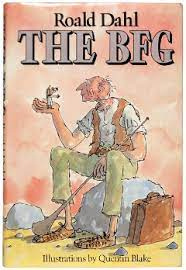 Roald Dahl
THE BFG
Illustrations by Quentin Blake